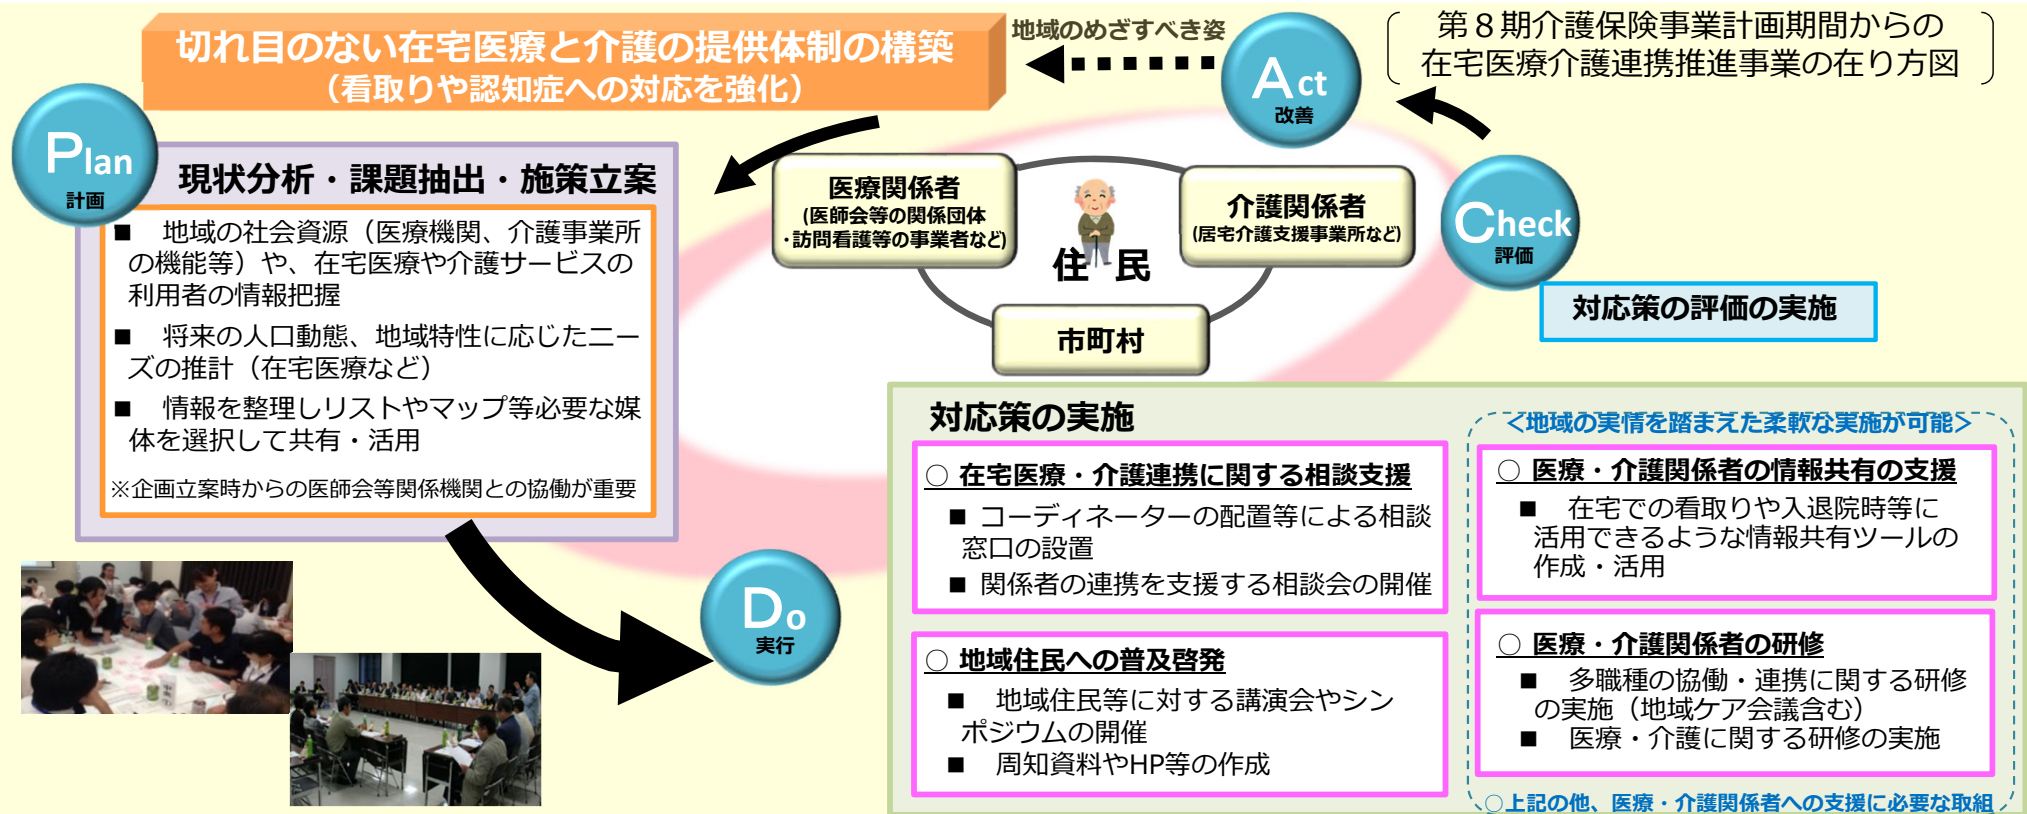 切れ目のない在宅医療と介護の提供体制の構築
(看取りや認知症への対応を強化)
地域のめざすべき姿
Act
改善
第8期介護保険事業計画期間からの
在宅医療介護連携推進事業の在り方図
Plan
計画
現状分析・課題抽出・施策立案
■ 地域の社会資源（医療機関、介護事業所
の機能等）や、在宅医療や介護サービスの
利用者の情報把握
■ 将来の人口動態、地域特性に応じたニー
ズの推計（在宅医療など）
■ 情報を整理しリストやマップ等必要な媒
体を選択して共有・活用
※企画立案時からの医師会等関係機関との協働が重要
医療関係者
(医師会等の関係団体
・訪問看護等の事業者など)
介護関係者
(居宅介護支援事業所など)
住民
市町村
Check
評価
対応策の評価の実施
Do
実行
対応策の実施
○ 在宅医療・介護連携に関する相談支援
■ コーディネーターの配置等による相談
窓口の設置
■ 関係者の連携を支援する相談会の開催
○ 地域住民への普及啓発
■ 地域住民等に対する講演会やシン
ポジウムの開催
■ 周知資料やHP等の作成
＜地域の実情を踏まえた柔軟な実施が可能＞
○ 医療・介護関係者の情報共有の支援
■ 在宅での看取りや入退院時等に
活用できるような情報共有ツールの
作成・活用
○ 医療・介護関係者の研修
■ 多職種の協働・連携に関する研修
の実施（地域ケア会議含む）
■ 医療・介護に関する研修の実施
○上記の他、医療・介護関係者への支援に必要な取組